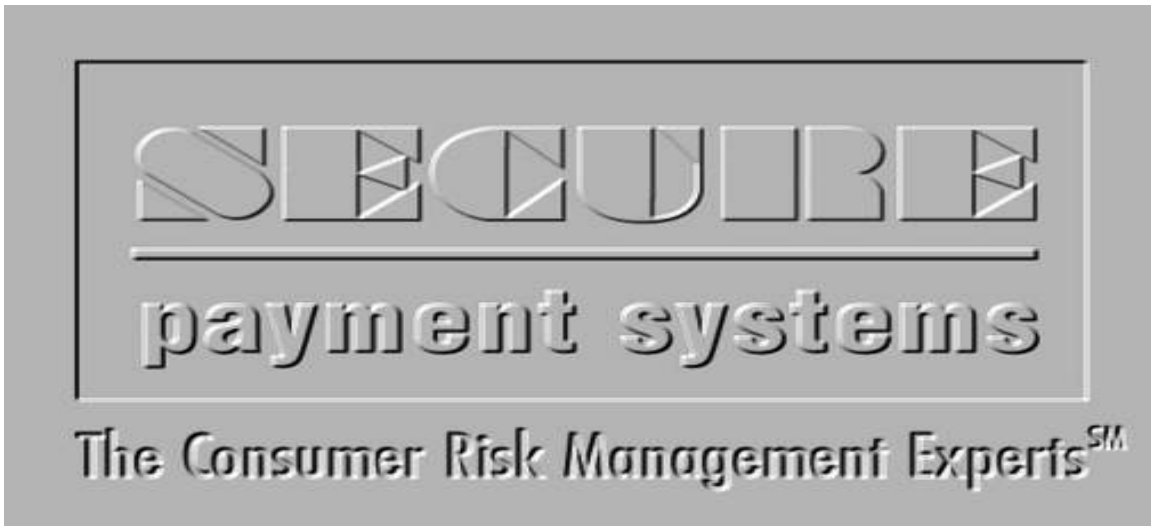 SECURE
payment systems
The Consumer Risk Management Experts℠